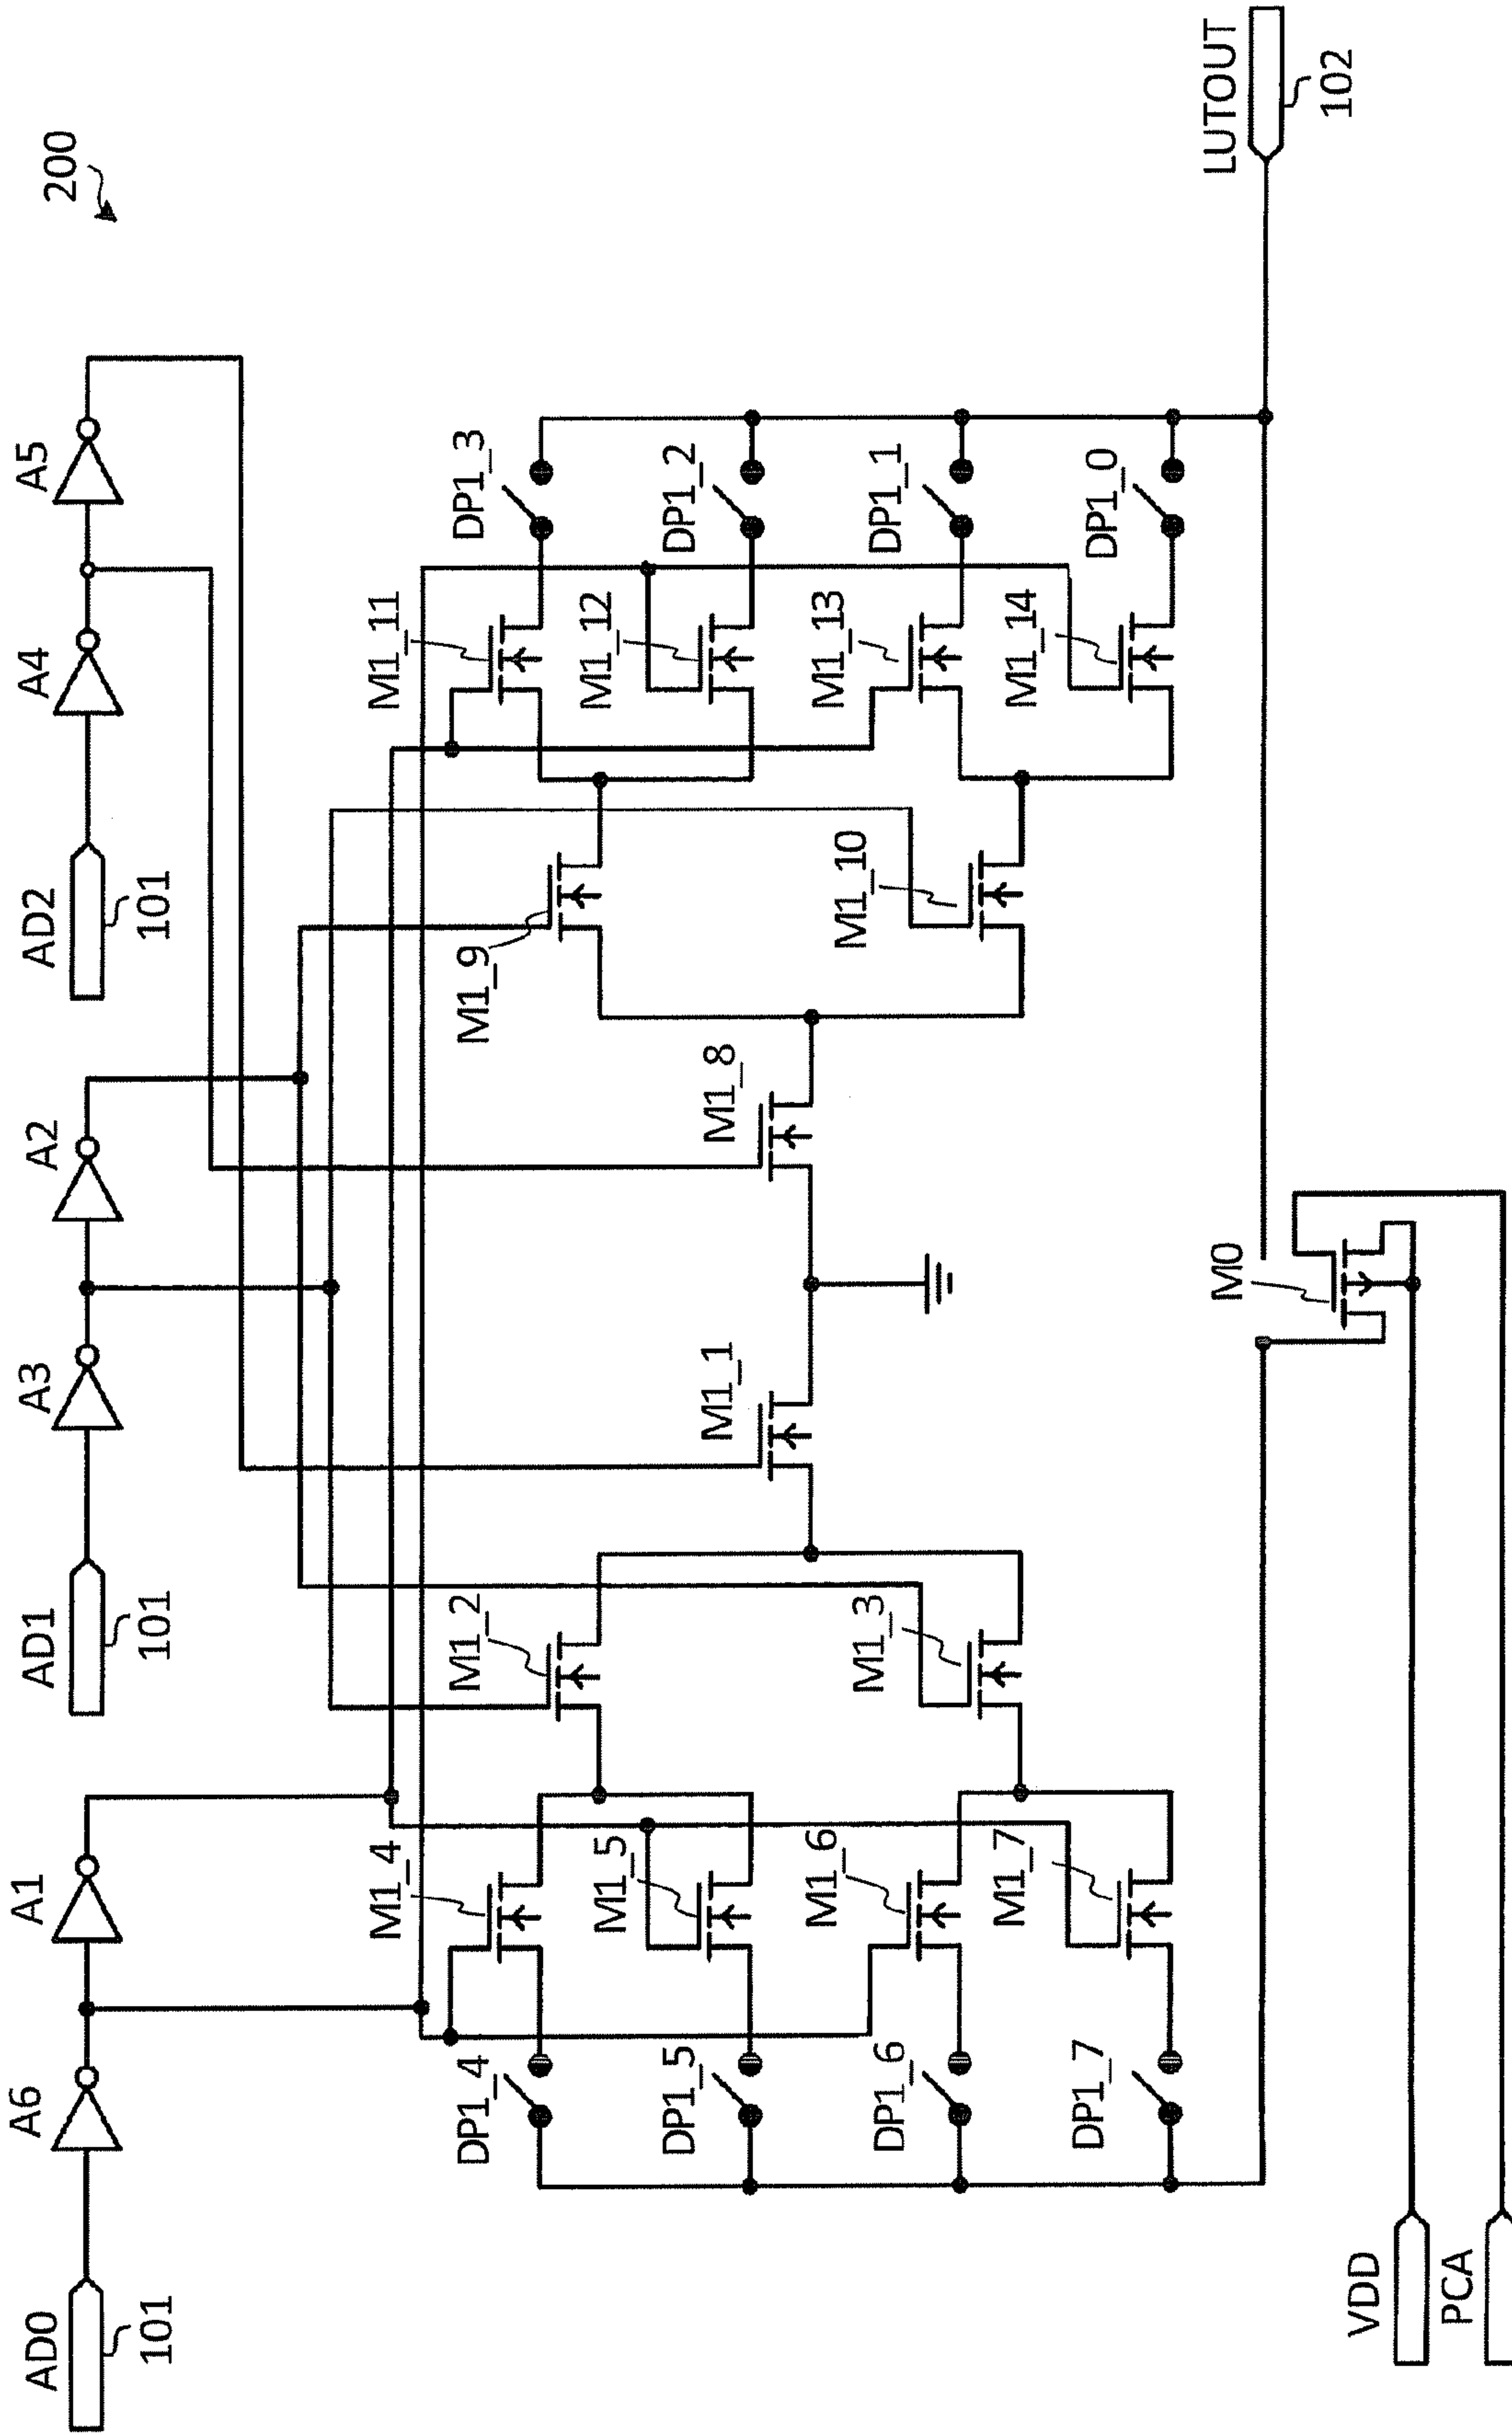 200
AD0
101
A6
A1
AD1
101
A3
A2
AD2
101
A4
A5
M1_4
M1_2
M1_9
M1_11
DP1_4
DP1_3
M1_5
M1_1
M1_8
M1_12
DP1_5
DP1_2
M1_6
M1_3
M1_10
M1_13
DP1_6
DP1_1
M1_7
M1_14
DP1_7
DP1_0
M0
LUTOUT
102
VDD
PCA